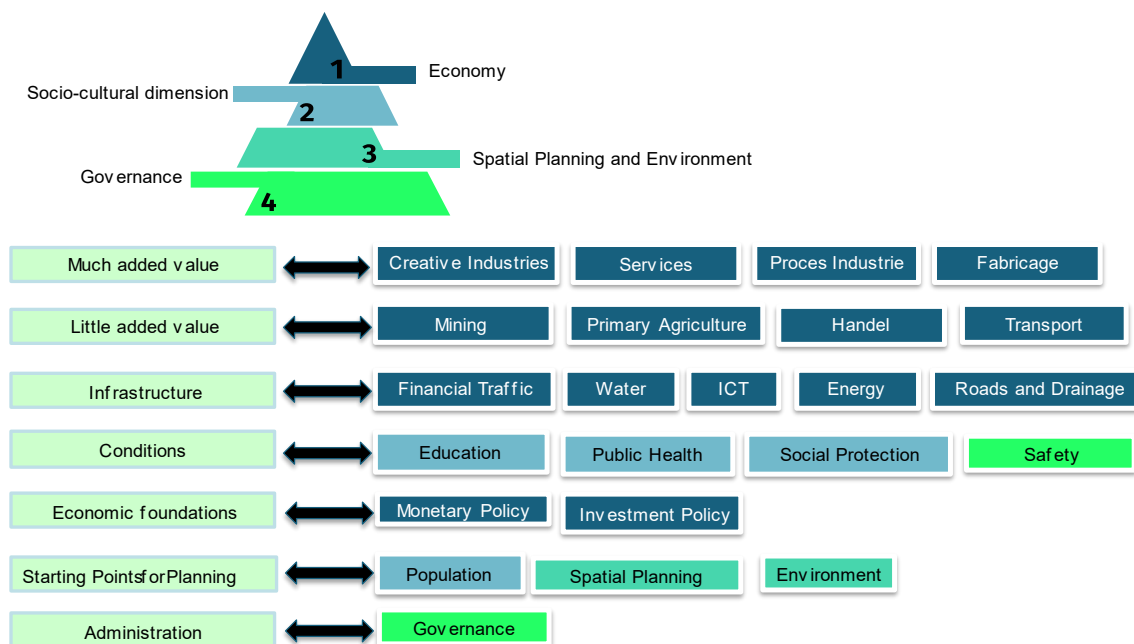 1
Economy
Socio-cultural dimension
2
3
Spatial Planning and Environment
Governance
4
Much added value
Creative Industries
Services
Proces Industrie
Fabricage
Little added value
Mining
Primary Agriculture
Handel
Transport
Infrastructure
Financial Traffic
Water
ICT
Energy
Roads and Drainage
Conditions
Education
Public Health
Social Protection
Safety
Economic foundations
Monetary Policy
Investment Policy
Starting PointsforPlanning
Population
Spatial Planning
Environment
Administration
Governance